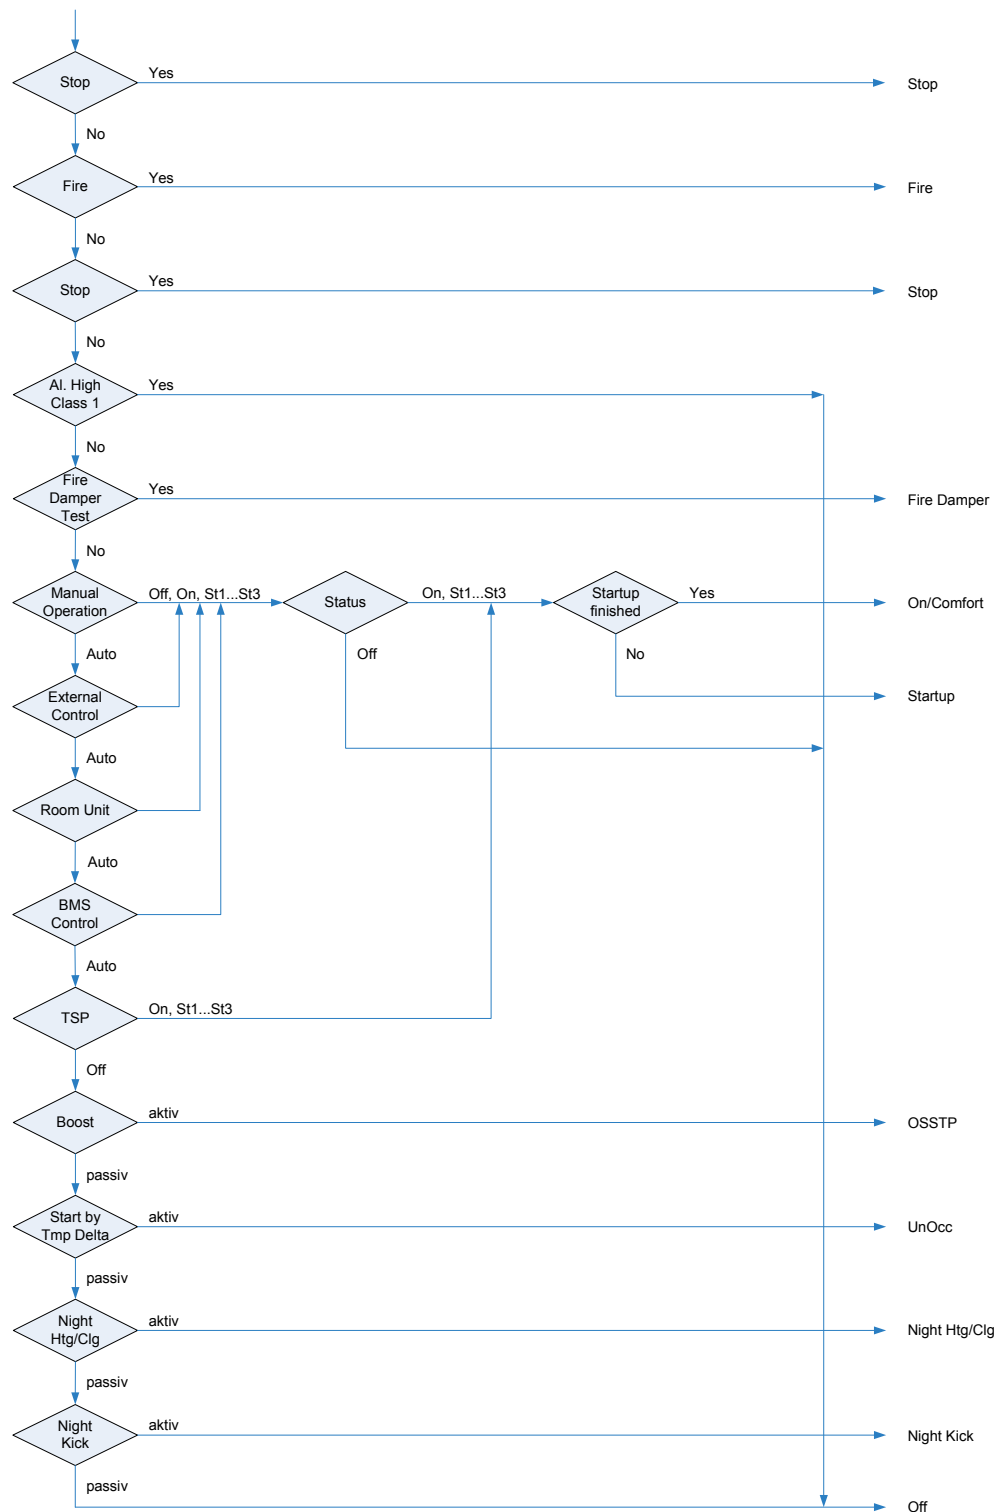 Yes
Stop
Stop
No
Yes
Fire
Fire
No
Yes
Stop
Stop
No
Al. High
Class 1
Yes
No
Fire
Damper
Test
Yes
Fire Damper
No
Manual
Operation
Off, On, St1...St3
Status
On, St1...St3
Startup
finished
Yes
On/Comfort
Auto
Off
No
External
Control
Startup
Auto
Room Unit
Auto
BMS
Control
Auto
TSP
On, St1...St3
Off
Boost
aktiv
OSSTP
passiv
Start by
Tmp Delta
aktiv
UnOcc
passiv
Night
Htg/Clg
aktiv
Night Htg/Clg
passiv
Night
Kick
aktiv
Night Kick
passiv
Off